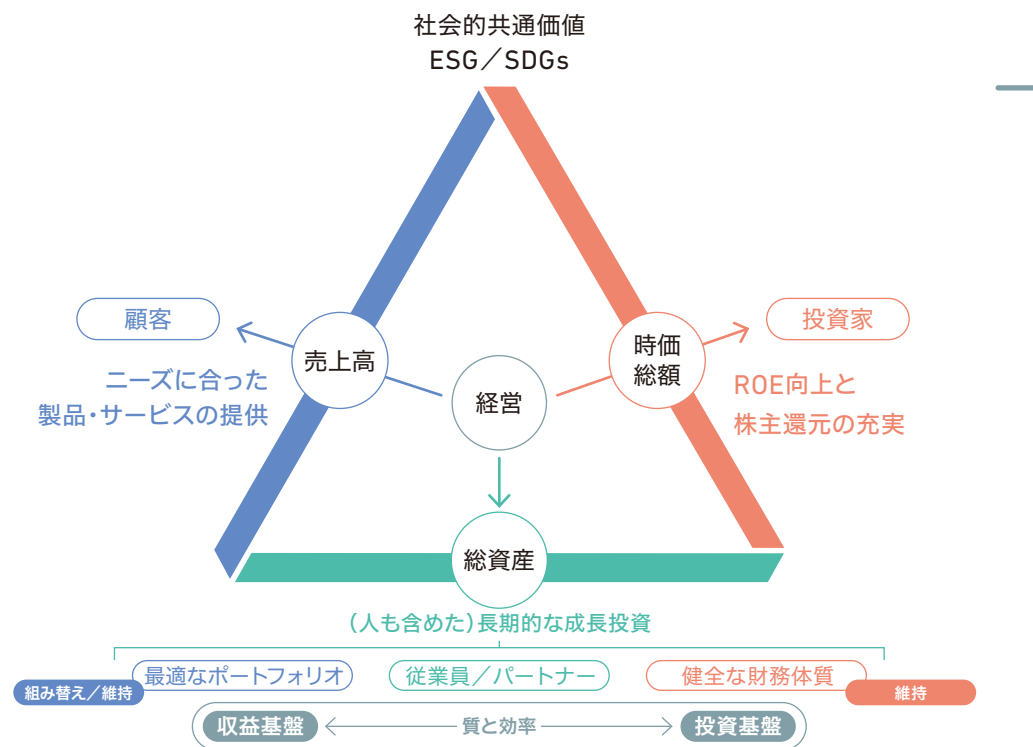 社会的共通価値
ESG／SDGs
顧客
投資家
売上高
時価
総額
経営
ニーズに合った
製品・サービスの提供
ROE向上と
株主還元の充実
総資産
（人も含めた）長期的な成長投資
最適なポートフォリオ
従業員／パートナー
健全な財務体質
組み替え／維持
維持
収益基盤
質と効率
投資基盤